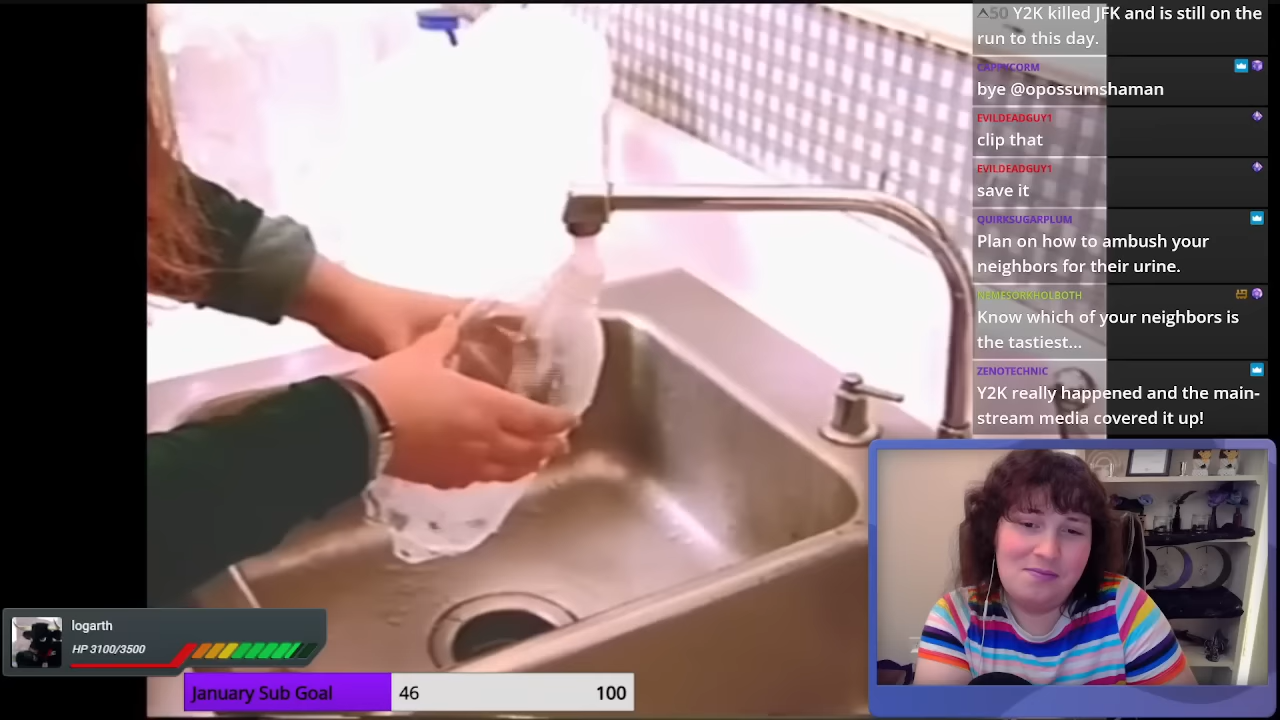 50 Y2K killed JFK and is still on the
run to this day.
CAPPYCORM
bye @opossumshaman
EVILDEADGUY1
clip that
EVILDEADGUY1
save it
QUIRKSUGARPLUM
Plan on how to ambush your
neighbors for their urine.
NEMESORKHOLBOTH
Know which of your neighbors is
the tastiest...
ZENOTECHNIC
Y2K really happened and the main-
stream media covered it up!
logarth
HP 3100/3500
January Sub Goal 46 100